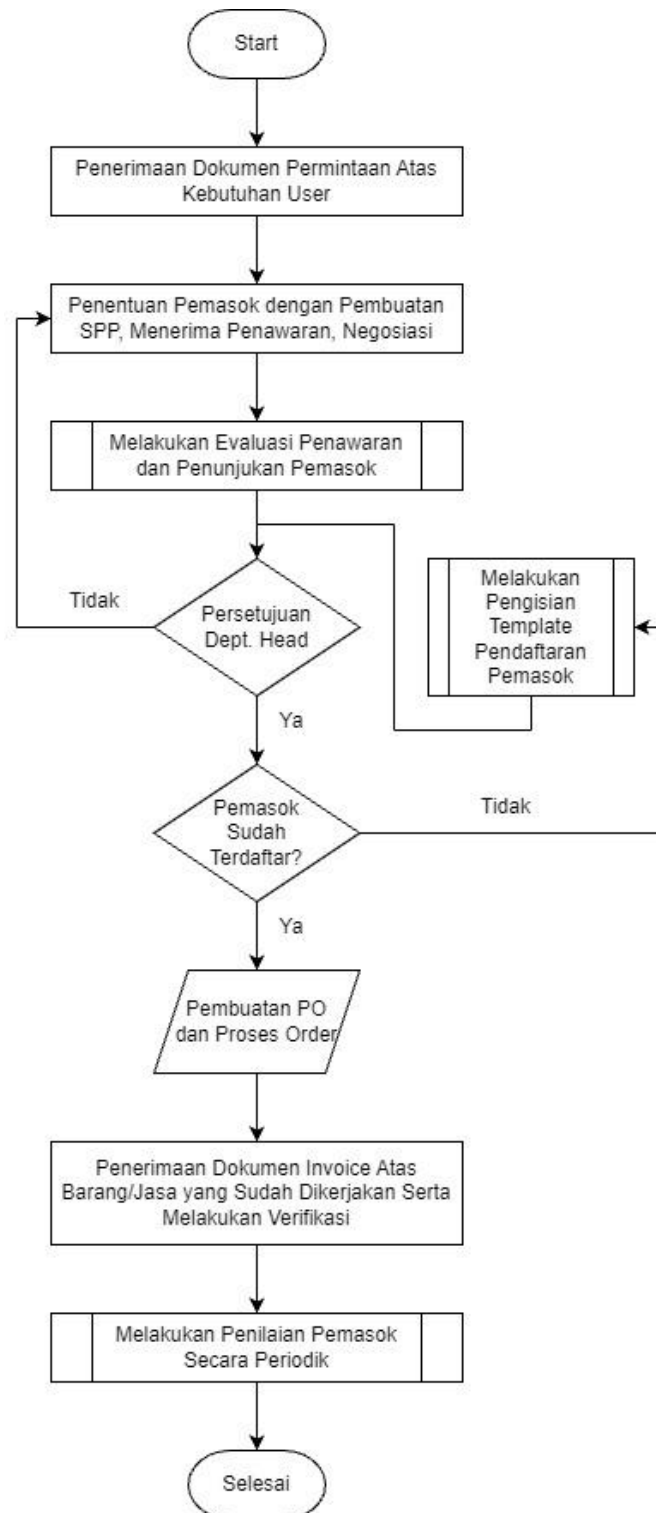 Start
Penerimaan Dokumen Permintaan Atas
Kebutuhan User
Penentuan Pemasok dengan Pembuatan
SPP, Menerima Penawaran, Negosiasi
Melakukan Evaluasi Penawaran
dan Penunjukan Pemasok
Tidak
Persetujuan
Dept. Head
Melakukan
Pengisian
Template
Pendaftaran
Pemasok
Ya
Pemasok
Sudah
Terdaftar?
Tidak
Ya
Pembuatan PO
dan Proses Order
Penerimaan Dokumen Invoice Atas
Barang/Jasa yang Sudah Dikerjakan Serta
Melakukan Verifikasi
Melakukan Penilaian Pemasok
Secara Periodik
Selesai